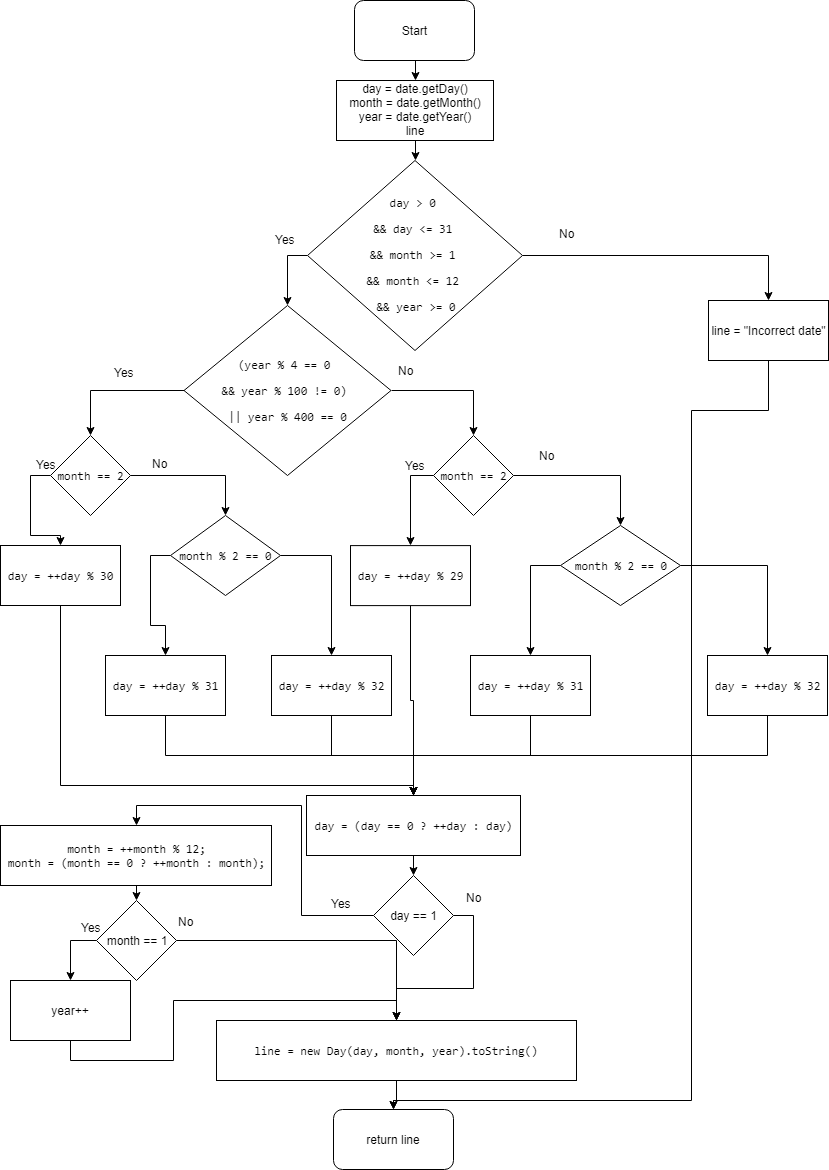 Start
day = date.getDay()
month = date.getMonth()
year = date.getYear()
line
day > 0
&& day <= 31
&& month >= 1
&& month <= 12
&& year >= 0
Yes
No
line = "Incorrect date"
(year % 4 == 0
&& year % 100 != 0)
|| year % 400 == 0
Yes
No
month == 2
Yes
No
month == 2
Yes
No
day = ++day % 30
month % 2 == 0
day = ++day % 29
month % 2 == 0
day = ++day % 31
day = ++day % 32
day = ++day % 31
day = ++day % 32
day = (day == 0 ? ++day : day)
month = ++month % 12;
month = (month == 0 ? ++month : month);
day == 1
Yes
No
month == 1
Yes
No
year++
line = new Day(day, month, year).toString()
return line